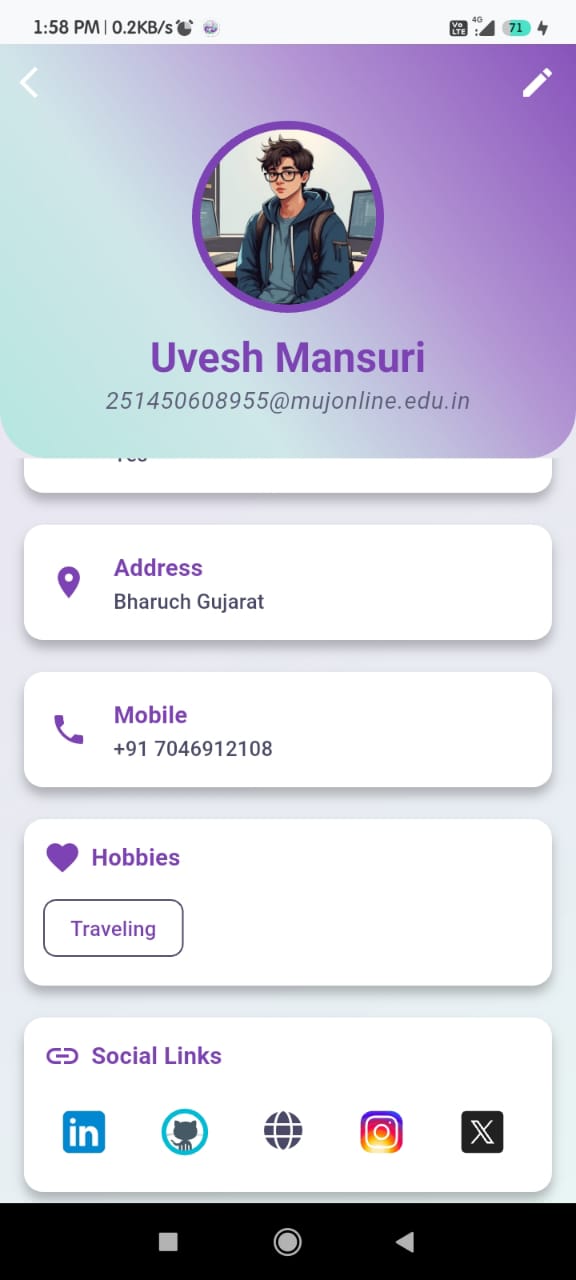 1:58 PM | 0.2KB/s
Vo LTE 4G 71
Uvesh Mansuri
251450608955@mujonline.edu.in
Address
Bharuch Gujarat
Mobile
+91 7046912108
Hobbies
Traveling
Social Links
in